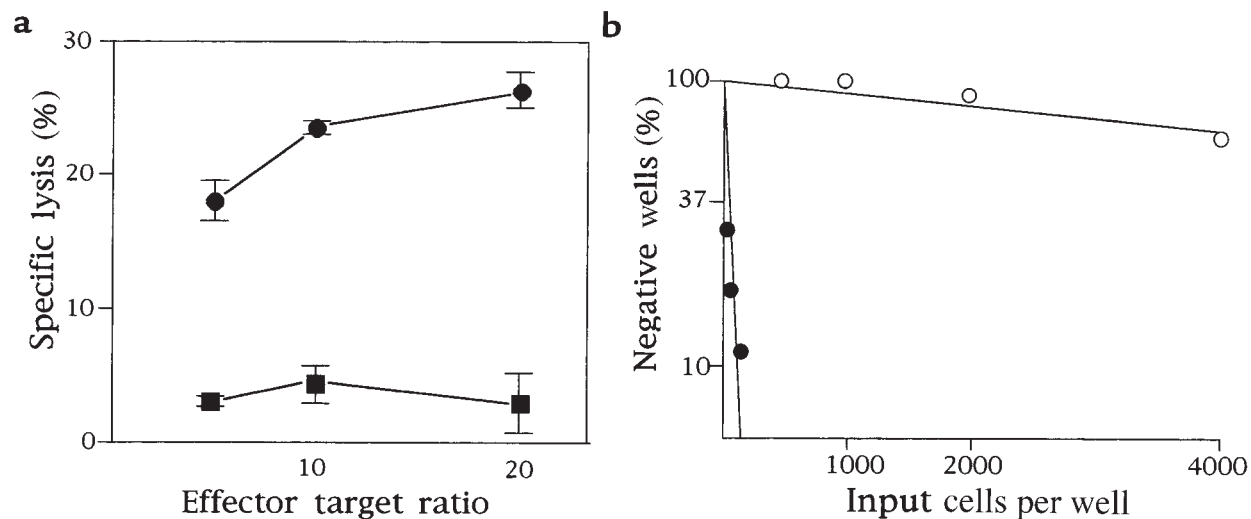 a
30
20
10
0
Specific lysis (%)
10
20
Effector target ratio
b
100
37
10
Negative wells (%)
1000
2000
4000
Input cells per well